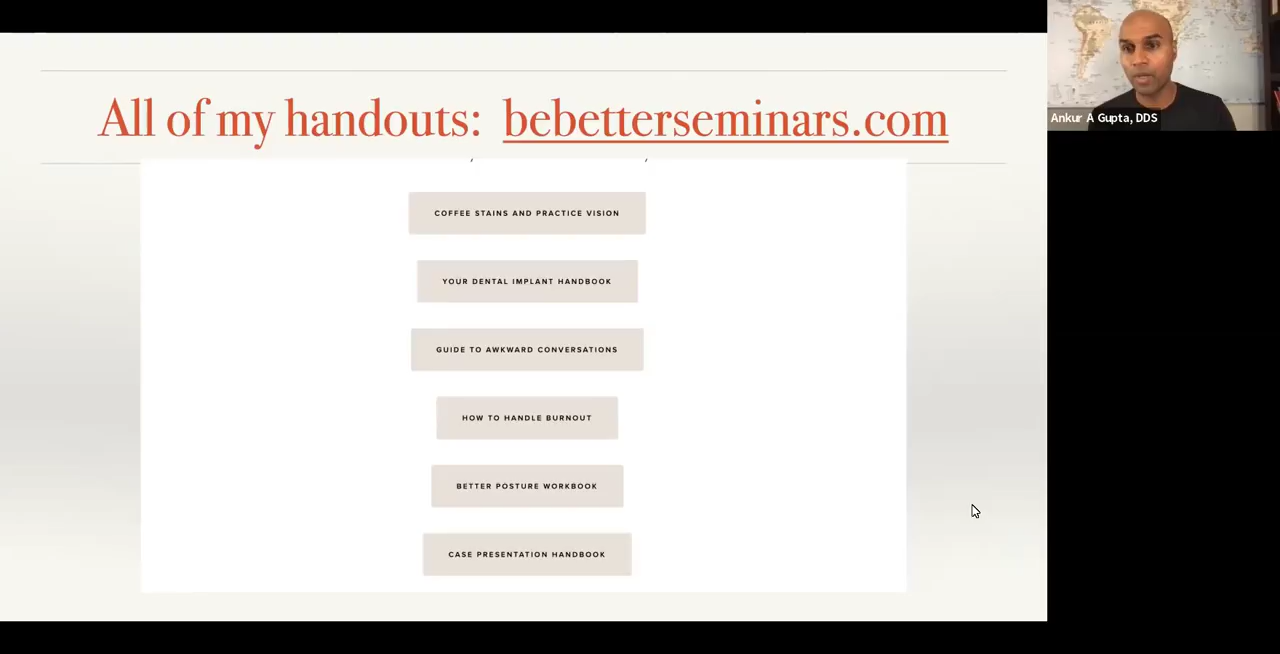 All of my handouts: bebetterseminars.com
COFFEE STAINS AND PRACTICE VISION
YOUR DENTAL IMPLANT HANDBOOK
GUIDE TO AWKWARD CONVERSATIONS
HOW TO HANDLE BURNOUT
BETTER POSTURE WORKBOOK
CASE PRESENTATION HANDBOOK
Ankur A Gupta, DDS